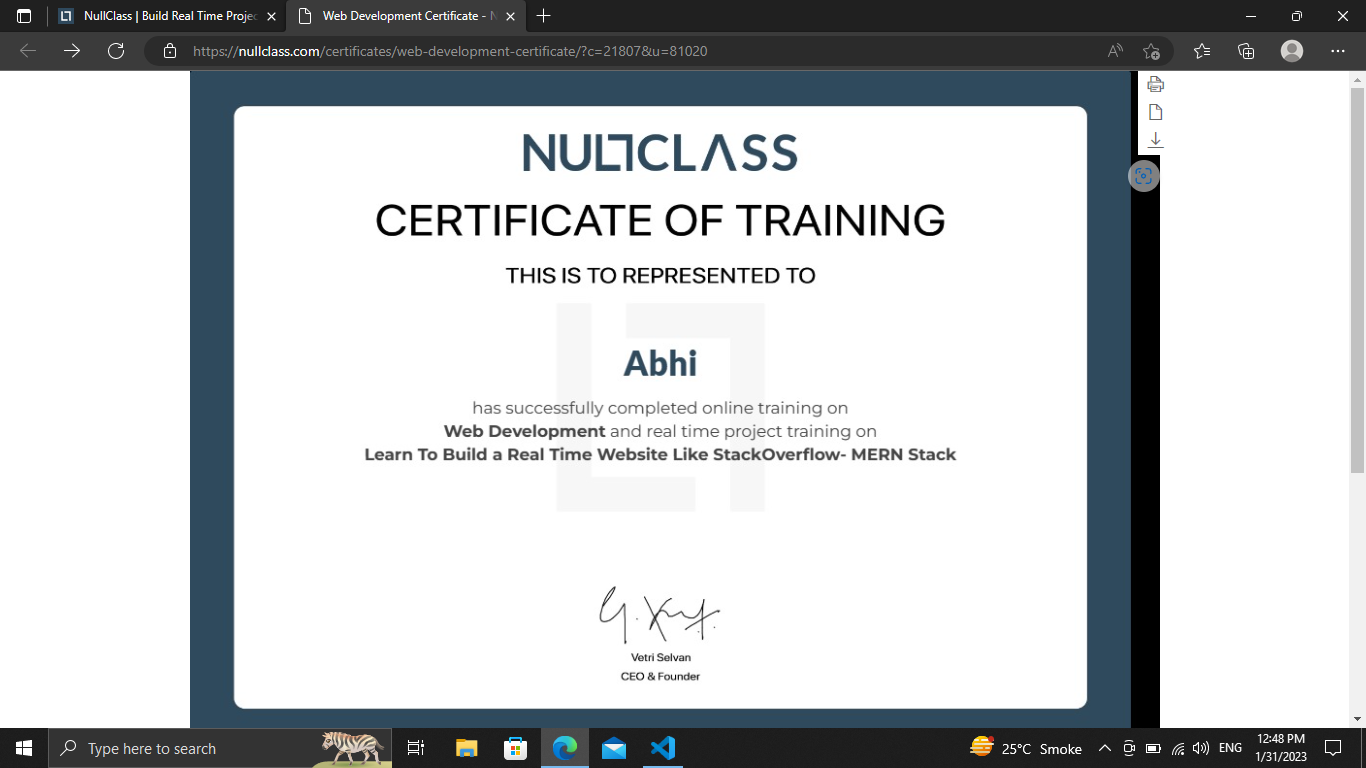 NullClass | Build Real Time Projec
Web Development Certificate - N
https://nullclass.com/certificates/web-development-certificate/?c=21807&u=81020
NULLCLASS
CERTIFICATE OF TRAINING
THIS IS TO REPRESENTED TO
Abhi
has successfully completed online training on
Web Development and real time project training on
Learn To Build a Real Time Website Like StackOverflow- MERN Stack
Vetri Selvan
CEO & Founder
Type here to search
25°C Smoke
ENG
12:48 PM
1/31/2023